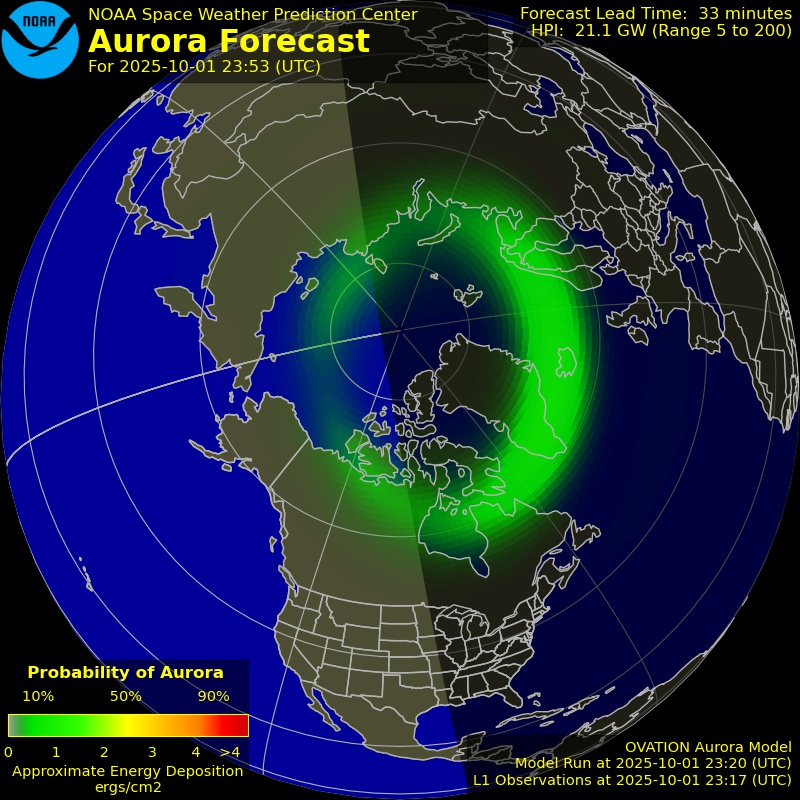 NOAA
NOAA Space Weather Prediction Center
Aurora Forecast
For 2025-10-01 23:53 (UTC)
Forecast Lead Time: 33 minutes
HPI: 21.1 GW (Range 5 to 200)
Probability of Aurora
10% 50% 90%
0 1 2 3 4 >4
Approximate Energy Deposition
ergs/cm2
OVATION Aurora Model
Model Run at 2025-10-01 23:20 (UTC)
L1 Observations at 2025-10-01 23:17 (UTC)